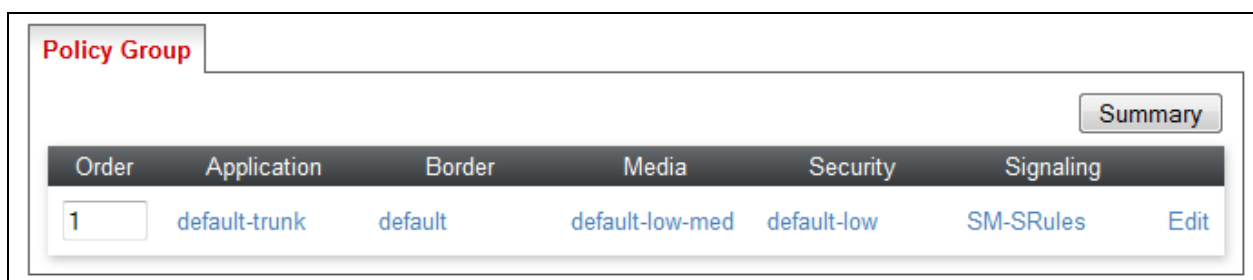 Policy Group
Summary
Order Application Border Media Security Signaling
1 default-trunk default default-low-med default-low SM-SRules Edit